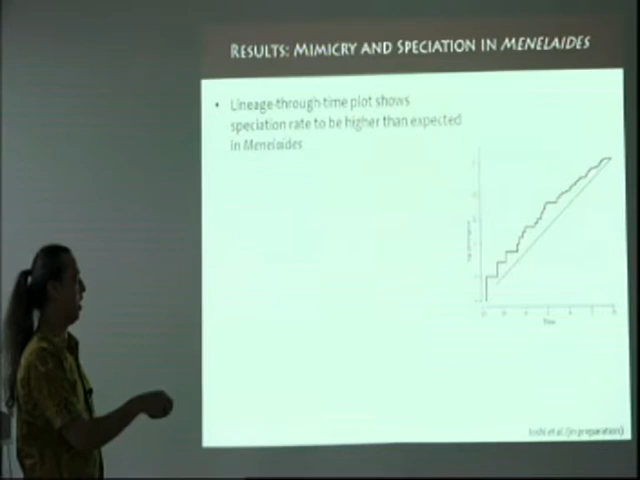 RESULTS: MIMICRY AND SPECIATION IN MENELAIDES
• Lineage-through-time plot shows
speciation rate to be higher than expected
in Menelaides
Time
Joshi et al. (in preparation)